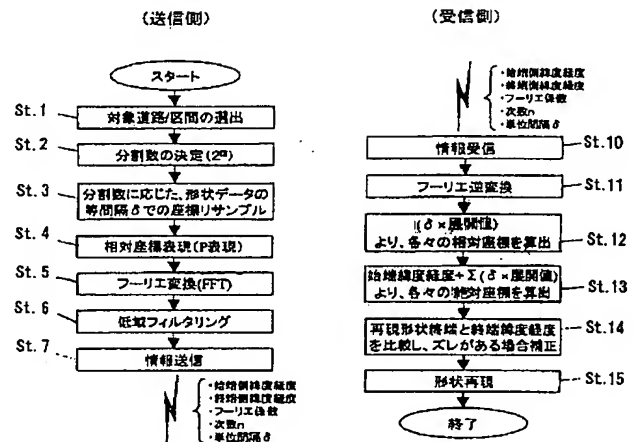 (送信側)
スタート
St.1 対象道路/区間の選出
St.2 分割数の決定(2ⁿ)
St.3 分割数に応じた、形状データの
等間隔δでの座標リサンプル
St.4 相対座標表現(P表現)
St.5 フーリエ変換(FFT)
St.6 低域フィルタリング
St.7 情報送信
・始端側緯度経度
・終端側緯度経度
・フーリエ係数
・次数n
・単位間隔δ
(受信側)
・始端側緯度経度
・終端側緯度経度
・フーリエ係数
・次数n
・単位間隔δ
情報受信 St.10
フーリエ逆変換 St.11
(δ×展開値)
より、各々の相対座標を算出 St.12
始端緯度経度+Σ(δ×展開値)
より、各々の絶対座標を算出 St.13
再現形状終端と終端緯度経度
を比較し、ズレがある場合補正 St.14
形状再現 St.15
終了